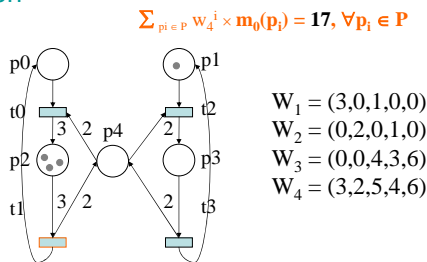 on
∑ pi ∈ P w₄ⁱ × m₀(pᵢ) = 17, ∀pᵢ ∈ P
p0
p1
t0
t2
3
2
p4
2
p2
p3
3
2
2
t1
t3
W₁ = (3,0,1,0,0)
W₂ = (0,2,0,1,0)
W₃ = (0,0,4,3,6)
W₄ = (3,2,5,4,6)